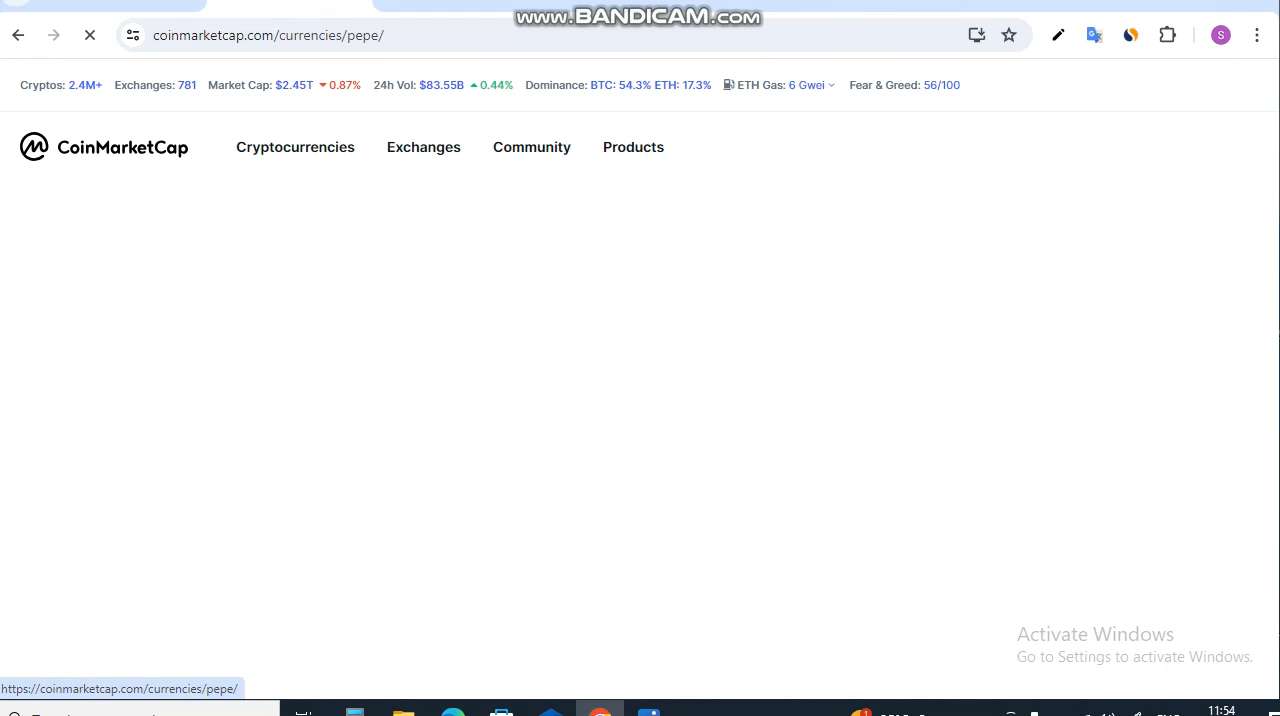 www.BANDICAM.com
coinmarketcap.com/currencies/pepe/
S
Cryptos: 2.4M+ Exchanges: 781 Market Cap: $2.45T 0.87% 24h Vol: $83.55B 0.44% Dominance: BTC: 54.3% ETH: 17.3% ETH Gas: 6 Gwei Fear & Greed: 56/100
CoinMarketCap Cryptocurrencies Exchanges Community Products
Activate Windows
Go to Settings to activate Windows.
https://coinmarketcap.com/currencies/pepe/
11:54